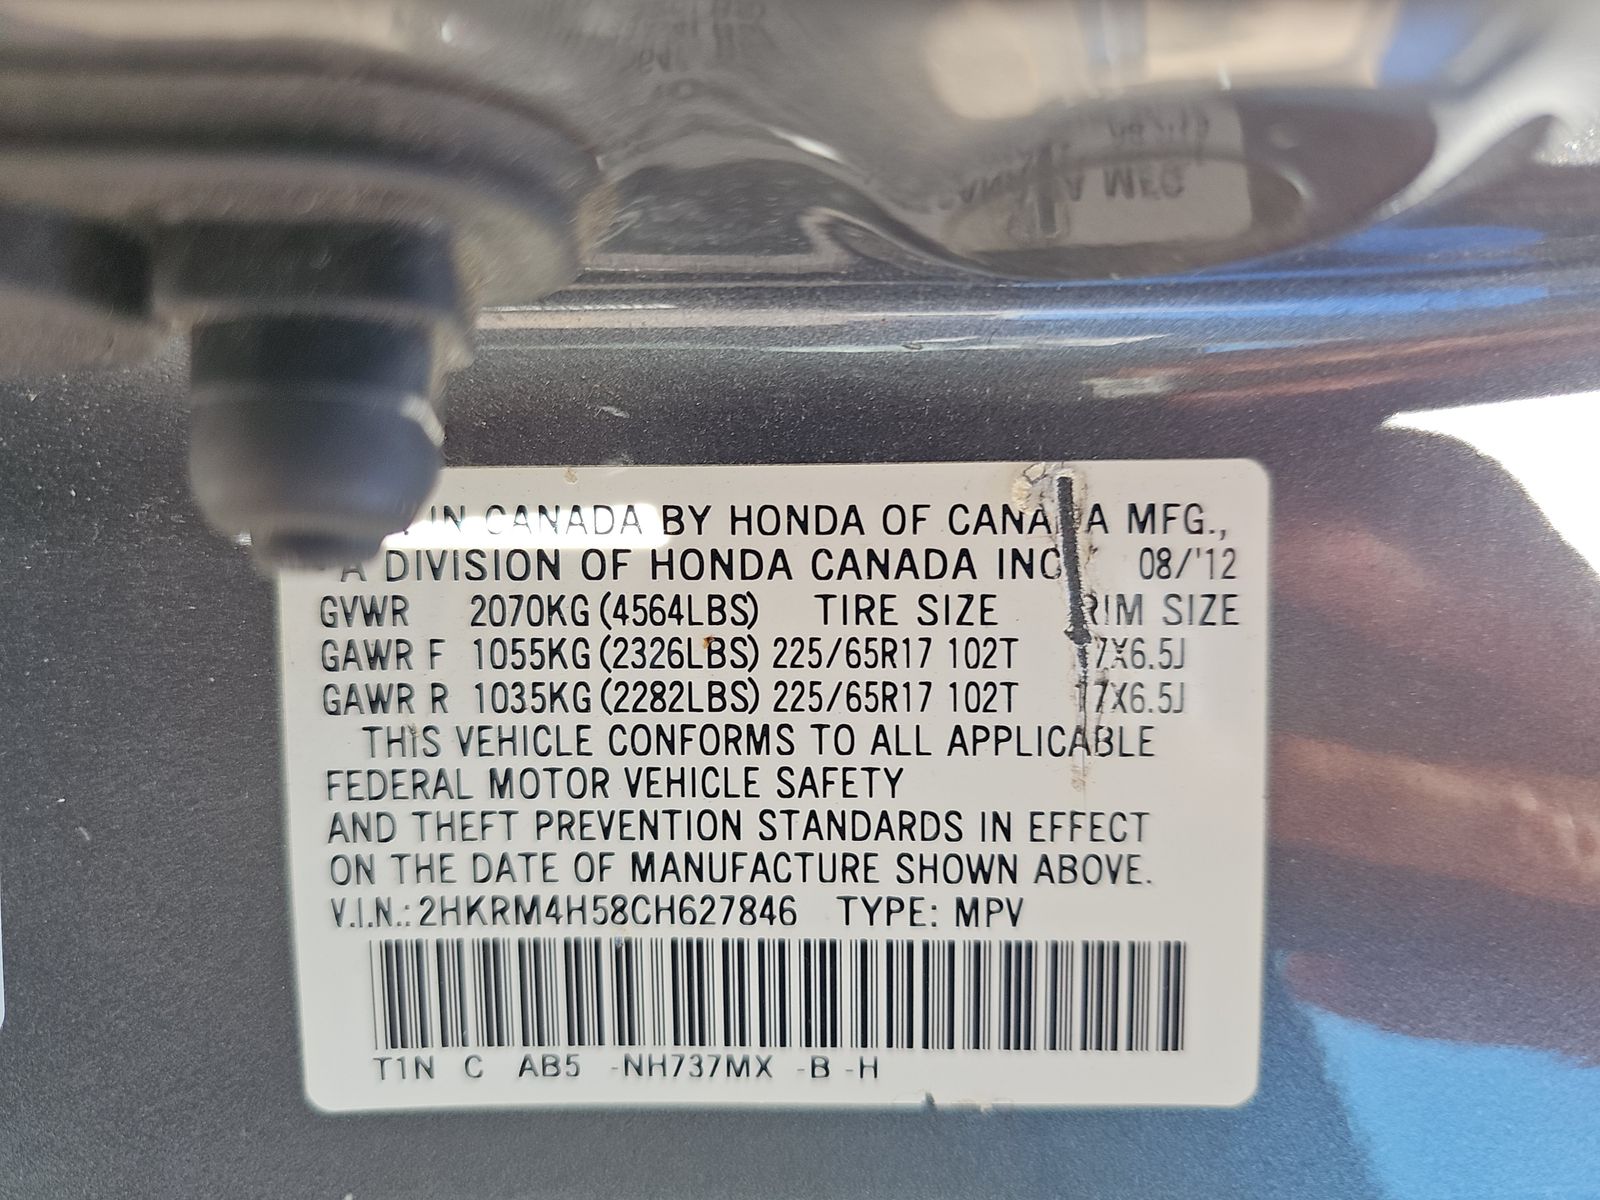 IN CANADA BY HONDA OF CANADA MFG.,
A DIVISION OF HONDA CANADA INC. 08/'12
GVWR 2070KG (4564LBS) TIRE SIZE RIM SIZE
GAWR F 1055KG (2326LBS) 225/65R17 102T 17X6.5J
GAWR R 1035KG (2282LBS) 225/65R17 102T 17X6.5J
THIS VEHICLE CONFORMS TO ALL APPLICABLE
FEDERAL MOTOR VEHICLE SAFETY
AND THEFT PREVENTION STANDARDS IN EFFECT
ON THE DATE OF MANUFACTURE SHOWN ABOVE.
V.I.N.: 2HKRM4H58CH627846 TYPE: MPV
T1N C AB5 -NH737MX -B -H